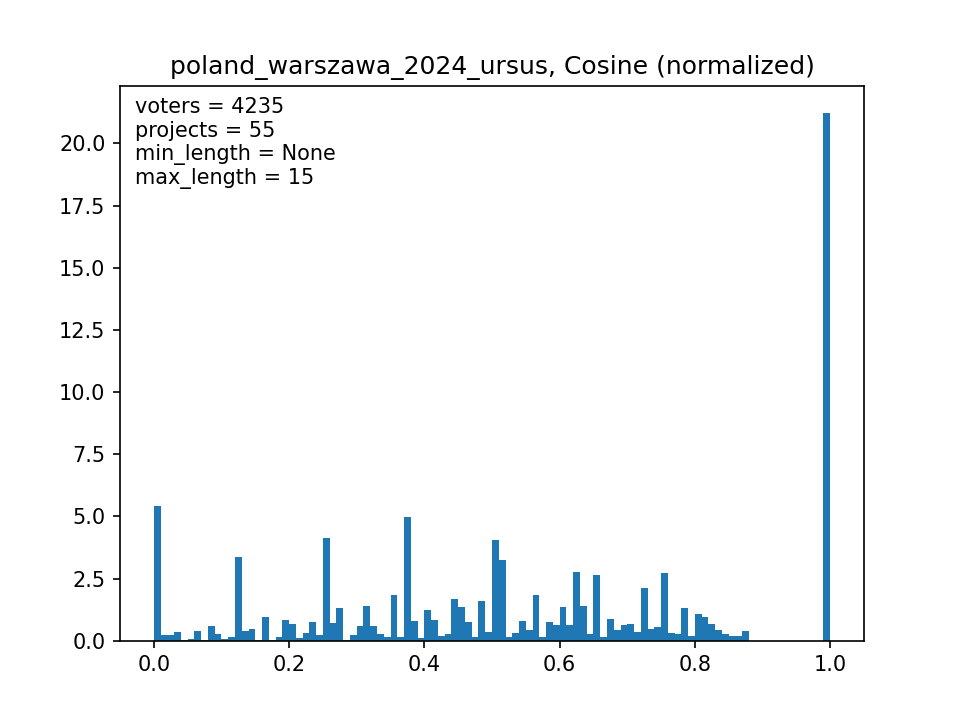 poland_warszawa_2024_ursus, Cosine (normalized)
voters = 4235
projects = 55
min_length = None
max_length = 15
20.0
17.5
15.0
12.5
10.0
7.5
5.0
2.5
0.0
0.0 0.2 0.4 0.6 0.8 1.0